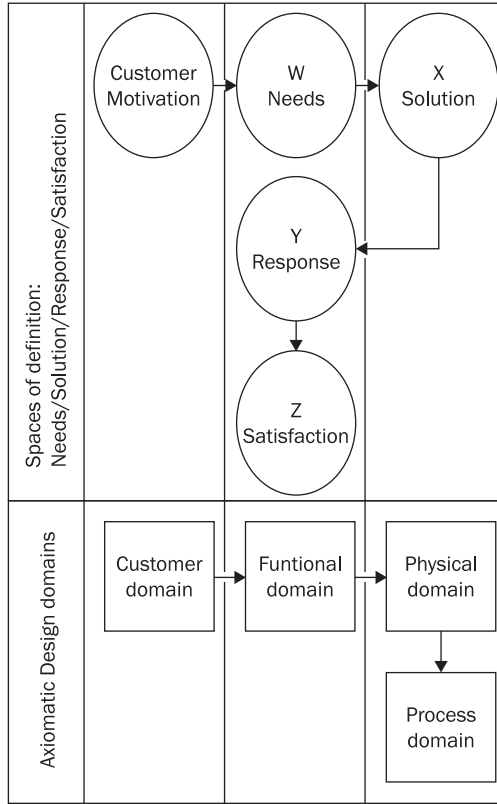 Spaces of definition:
Needs/Solution/Response/Satisfaction
Customer
Motivation
W
Needs
X
Solution
Y
Response
Z
Satisfaction
Axiomatic Design domains
Customer
domain
Funtional
domain
Physical
domain
Process
domain